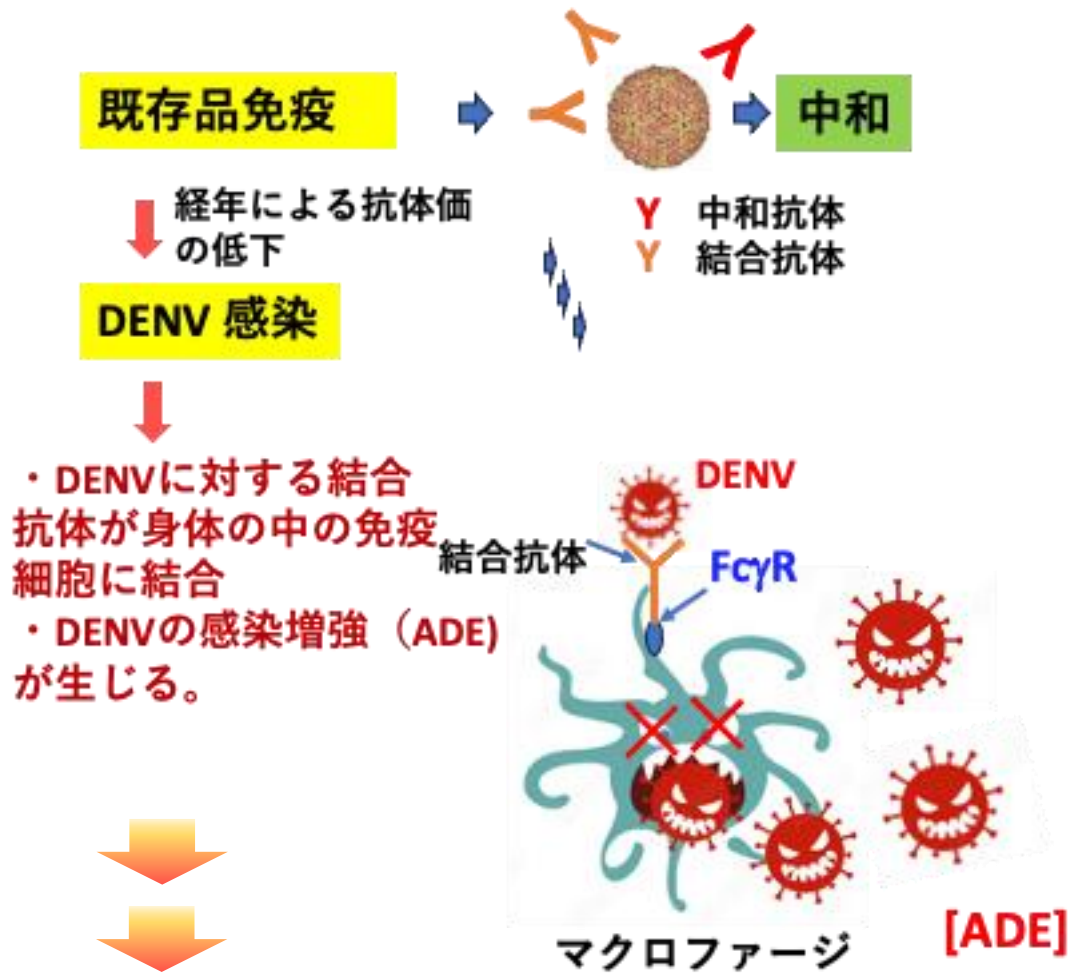 既存品免疫
中和
経年による抗体価
の低下
中和抗体
結合抗体
DENV 感染
・DENVに対する結合
抗体が身体の中の免疫
細胞に結合
・DENVの感染増強（ADE)
が生じる。
DENV
結合抗体
FcγR
マクロファージ
[ADE]